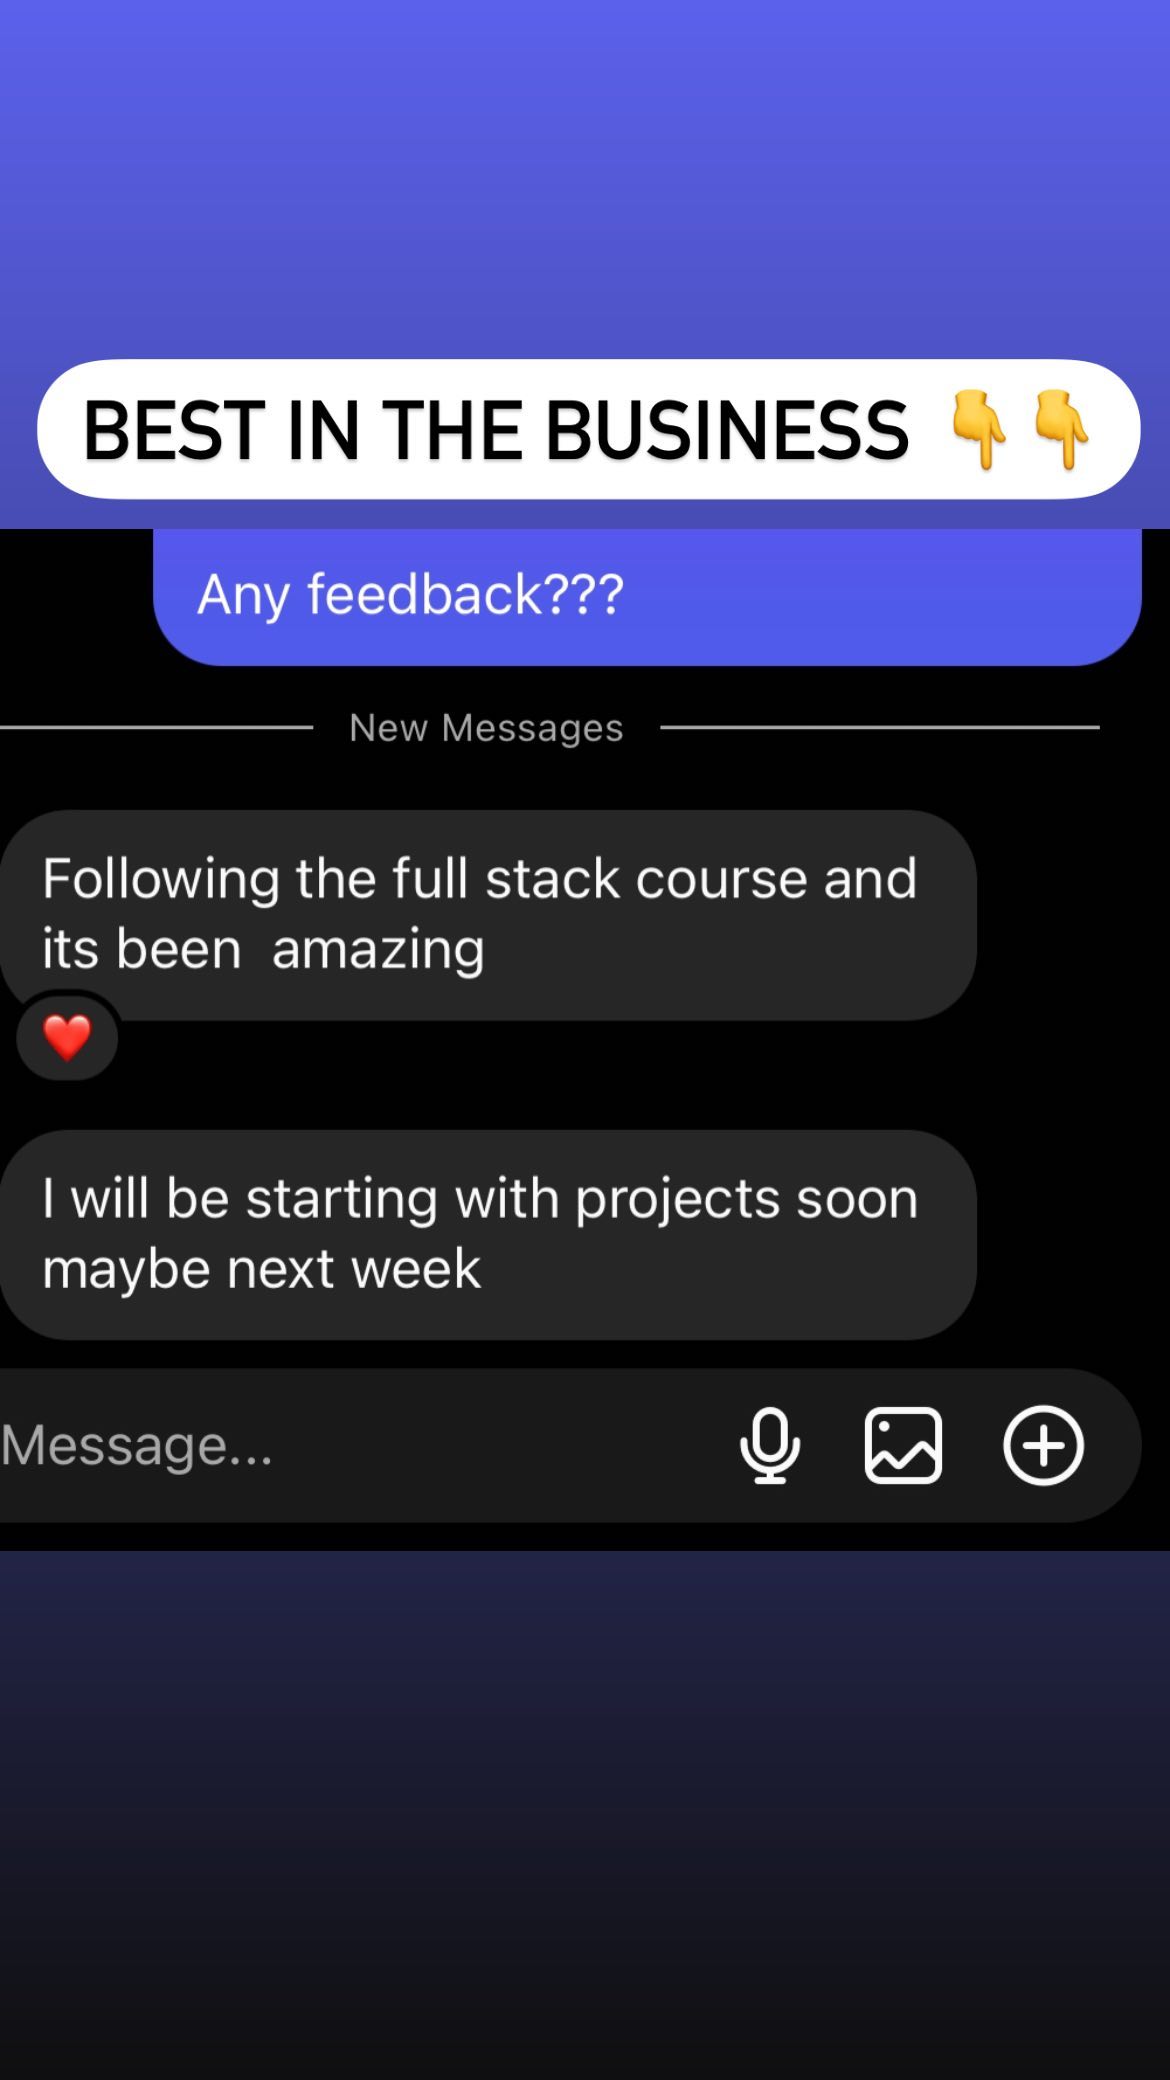 BEST IN THE BUSINESS 👇👇
Any feedback???
New Messages
Following the full stack course and
its been  amazing
I will be starting with projects soon
maybe next week
Message...